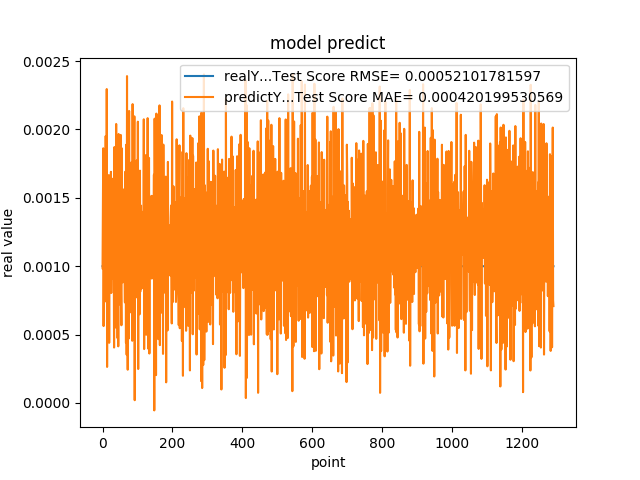 model predict
realY...Test Score RMSE= 0.00052101781597
predictY...Test Score MAE= 0.000420199530569
0.0025
0.0020
0.0015
0.0010
0.0005
0.0000
real value
0 200 400 600 800 1000 1200
point